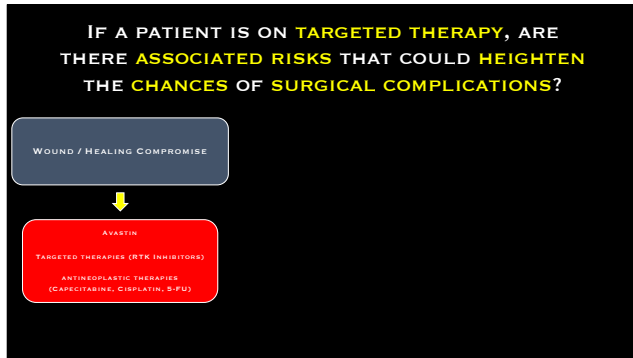 IF A PATIENT IS ON TARGETED THERAPY, ARE
THERE ASSOCIATED RISKS THAT COULD HEIGHTEN
THE CHANCES OF SURGICAL COMPLICATIONS?
WOUND / HEALING COMPROMISE
AVASTIN
TARGETED THERAPIES (RTK INHIBITORS)
ANTINEOPLASTIC THERAPIES
(CAPECITABINE, CISPLATIN, 5-FU)